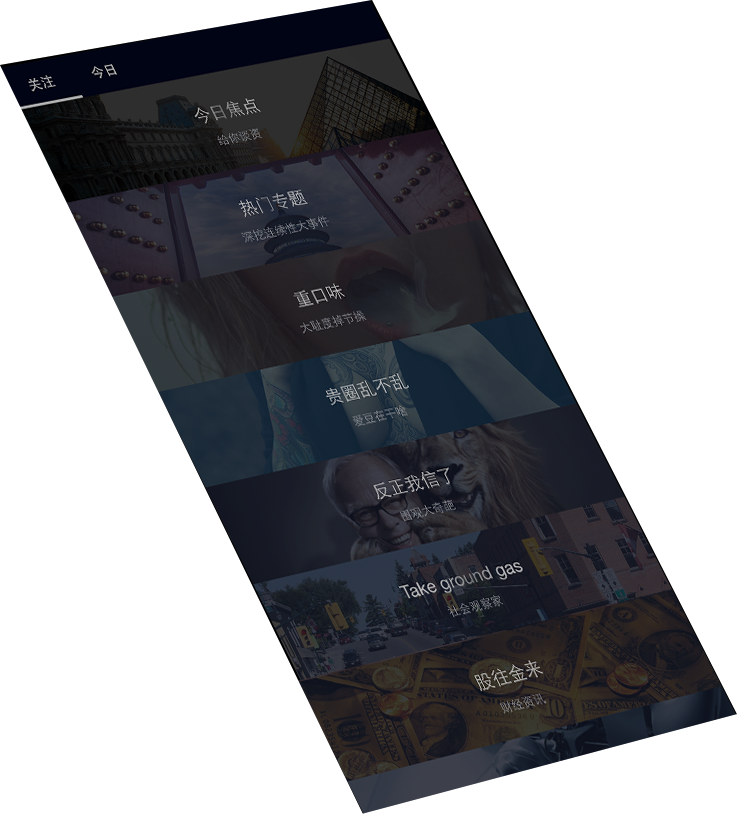 关注 今日
今日焦点
给你谈资
热门专题
深挖连续性大事件
重口味
大耻度掉节操
贵圈乱不乱
爱豆在干啥
反正我信了
围观大奇葩
Take ground gas
社会观察家
股往金来
财经资讯